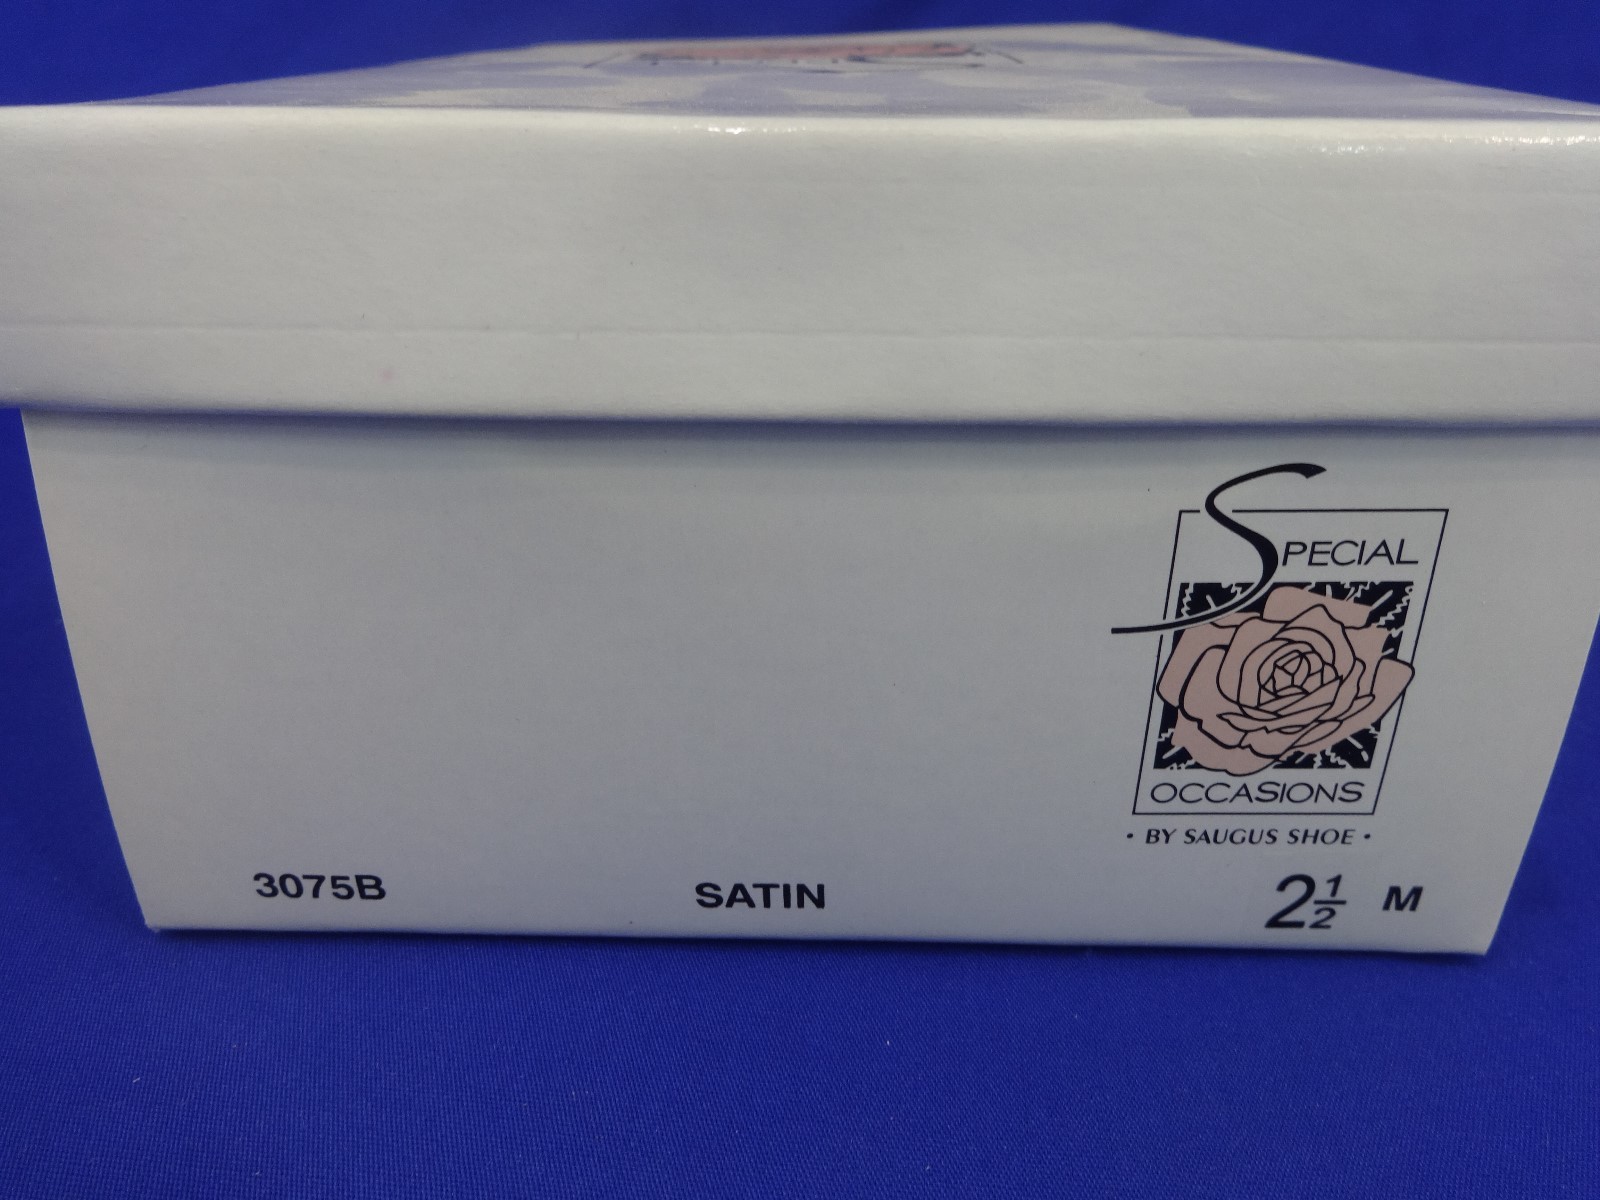 SPECIAL
OCCASIONS
• BY SAUGUS SHOE •
3075B SATIN 2½ M